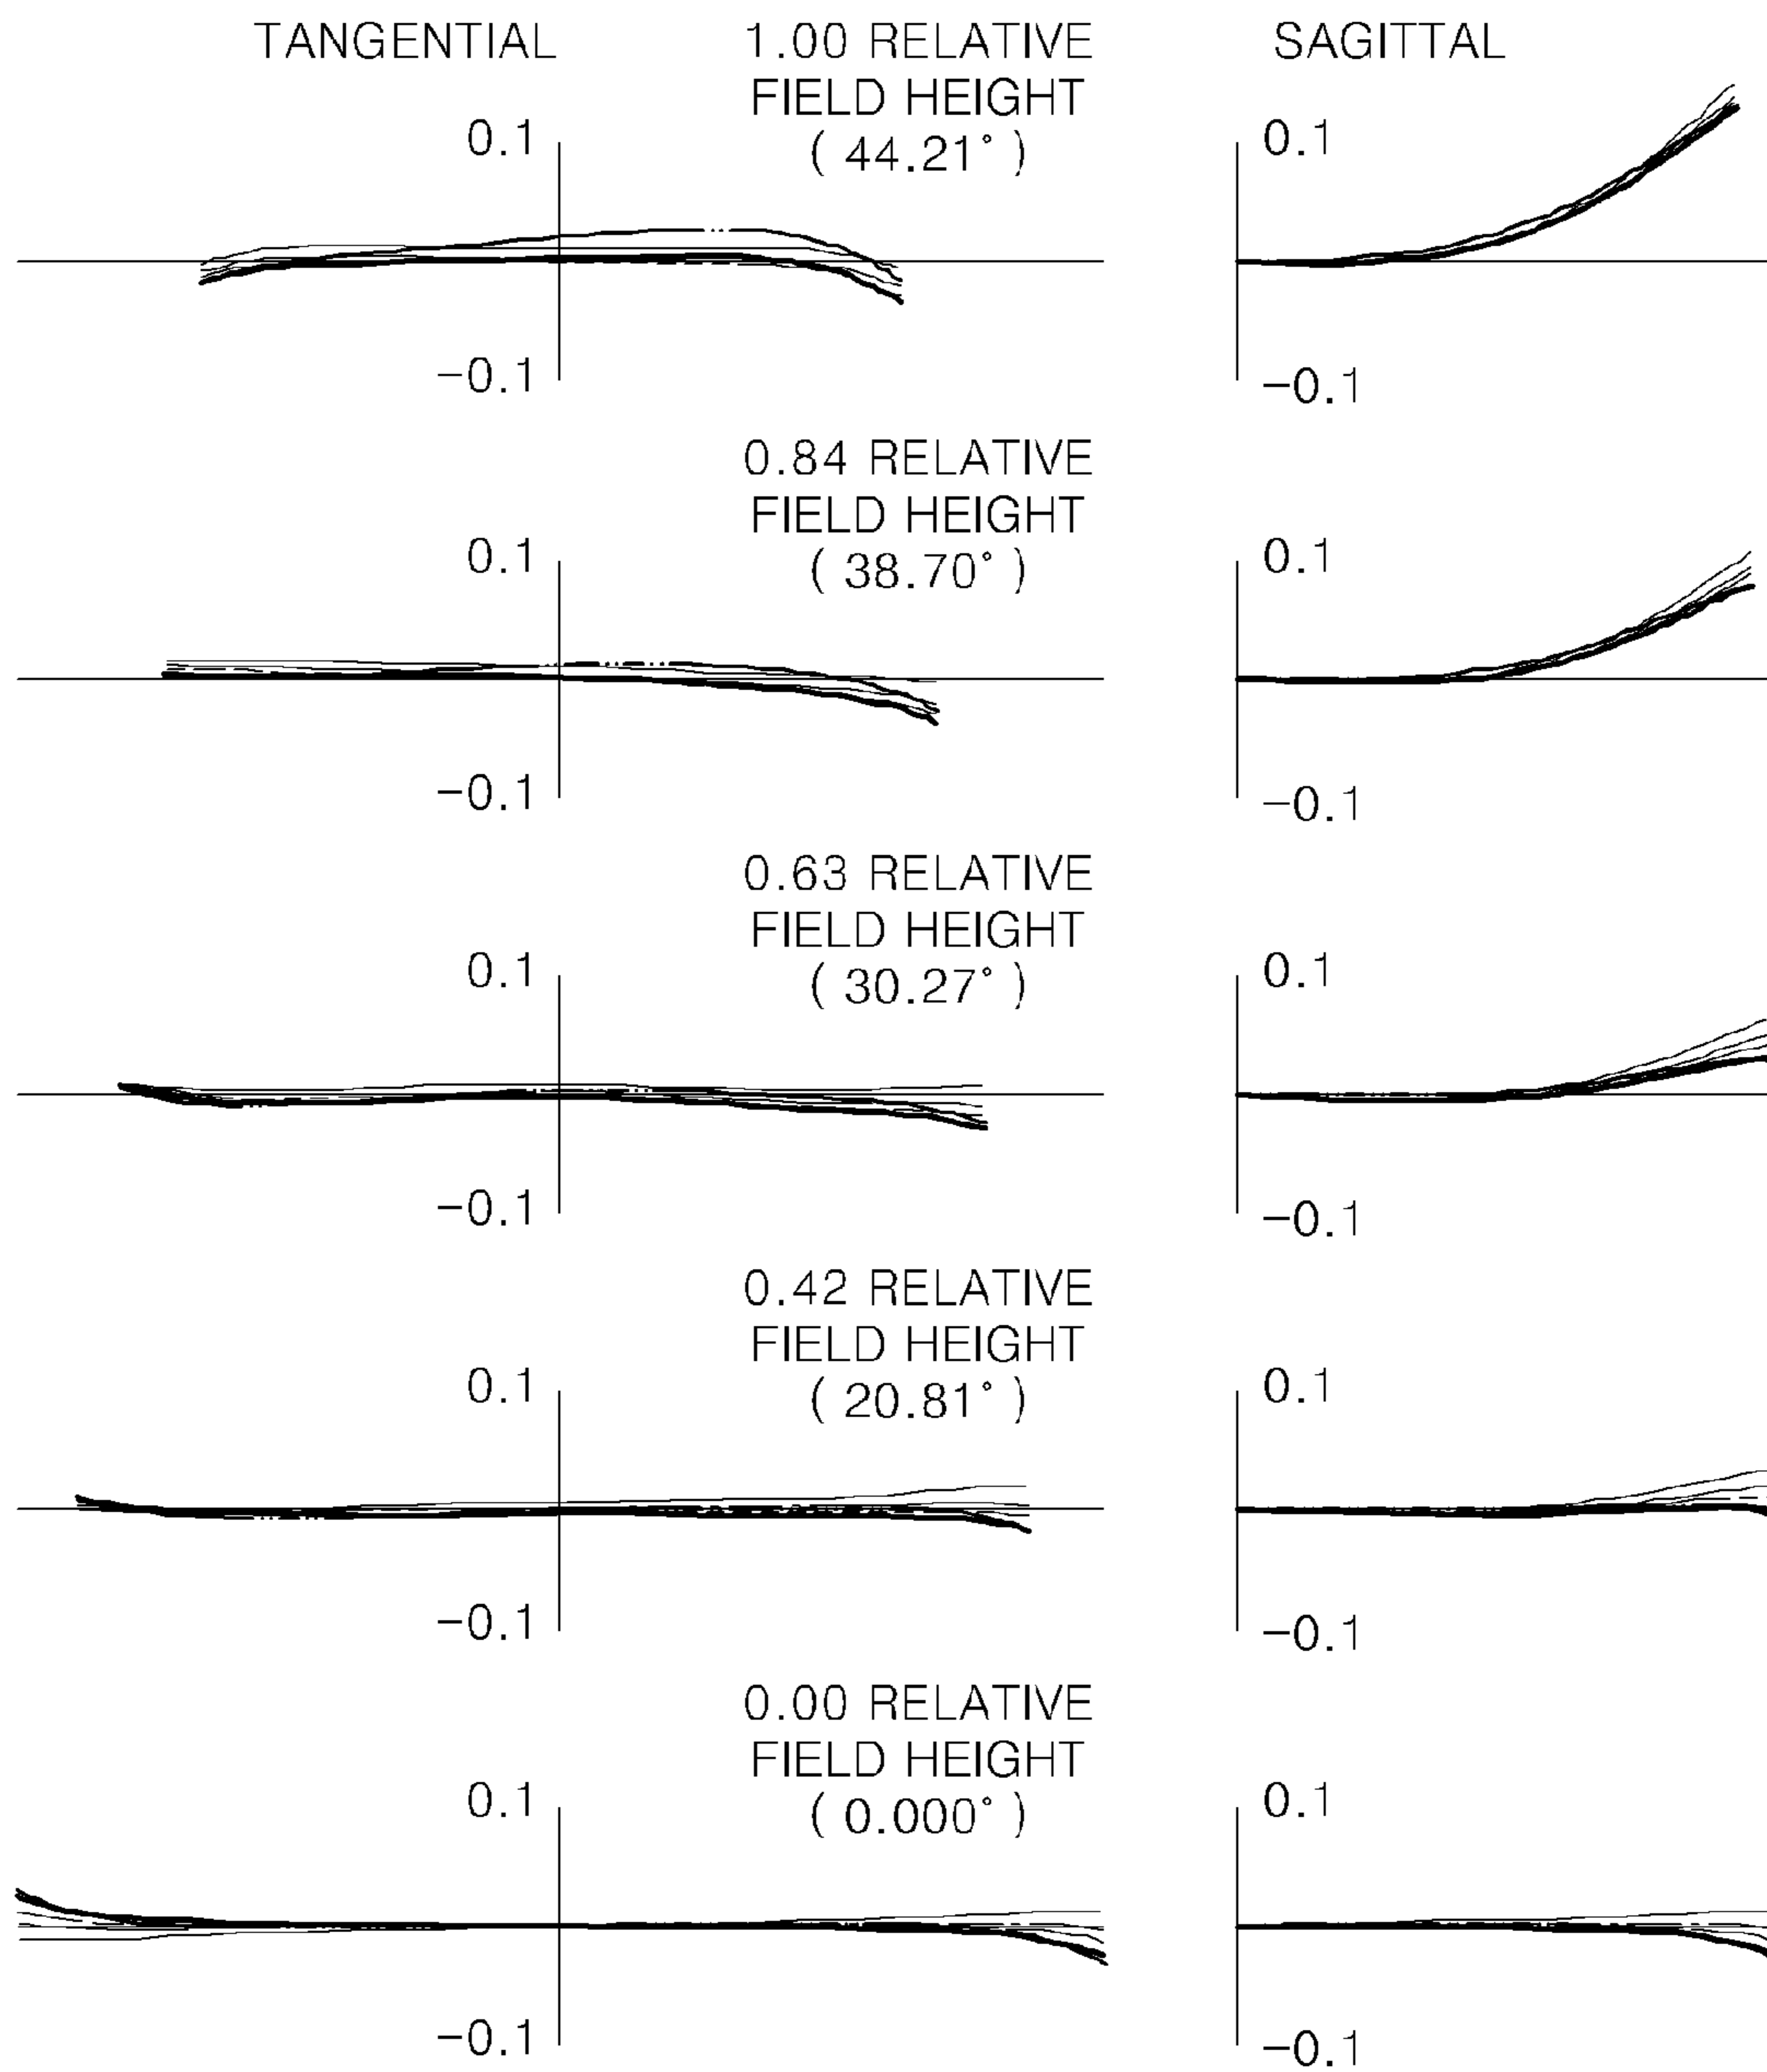 TANGENTIAL
1.00 RELATIVE
FIELD HEIGHT
( 44.21° )
SAGITTAL
0.1
-0.1
0.1
-0.1
0.84 RELATIVE
FIELD HEIGHT
( 38.70° )
0.1
-0.1
0.1
-0.1
0.63 RELATIVE
FIELD HEIGHT
( 30.27° )
0.1
-0.1
0.1
-0.1
0.42 RELATIVE
FIELD HEIGHT
( 20.81° )
0.1
-0.1
0.1
-0.1
0.00 RELATIVE
FIELD HEIGHT
( 0.000° )
0.1
-0.1
0.1
-0.1